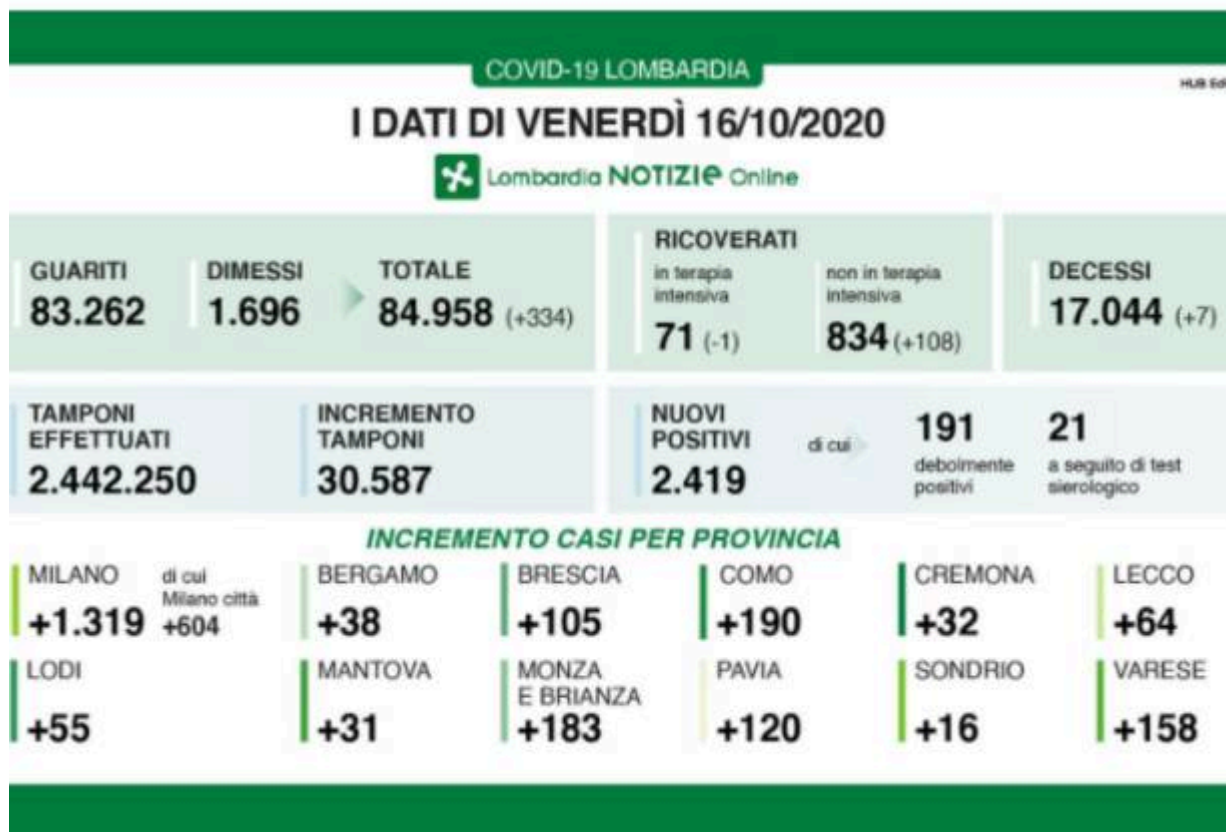 COVID-19 LOMBARDIA
I DATI DI VENERDÌ 16/10/2020
Lombardia NOTIZIE Online
GUARITI
83.262
DIMESSI
1.696
TOTALE
84.958 (+334)
RICOVERATI
in terapia
intensiva
71 (-1)
non in terapia
intensiva
834 (+108)
DECESSI
17.044 (+7)
TAMPONI
EFFETTUATI
2.442.250
INCREMENTO
TAMPONI
30.587
NUOVI
POSITIVI
2.419
di cui
191
debolmente
positivi
21
a seguito di test
sierologico
INCREMENTO CASI PER PROVINCIA
MILANO
+1.319
di cui
Milano città
+604
BERGAMO
+38
BRESCIA
+105
COMO
+190
CREMONA
+32
LECCO
+64
LODI
+55
MANTOVA
+31
MONZA
E BRIANZA
+183
PAVIA
+120
SONDRIO
+16
VARESE
+158